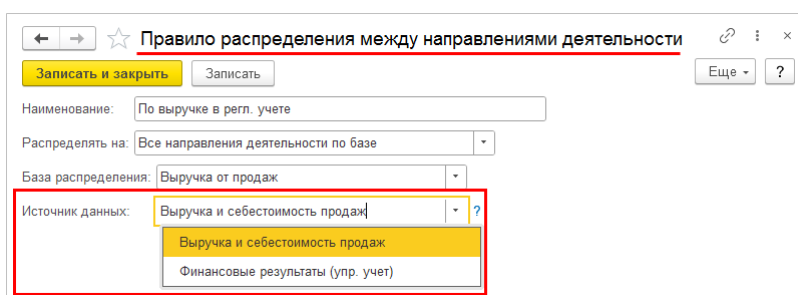 Правило распределения между направлениями деятельности
Записать и закрыть Записать Еще ?
Наименование: По выручке в регл. учете
Распределять на: Все направления деятельности по базе
База распределения: Выручка от продаж
Источник данных: Выручка и себестоимость продаж ?
Выручка и себестоимость продаж
Финансовые результаты (упр. учет)